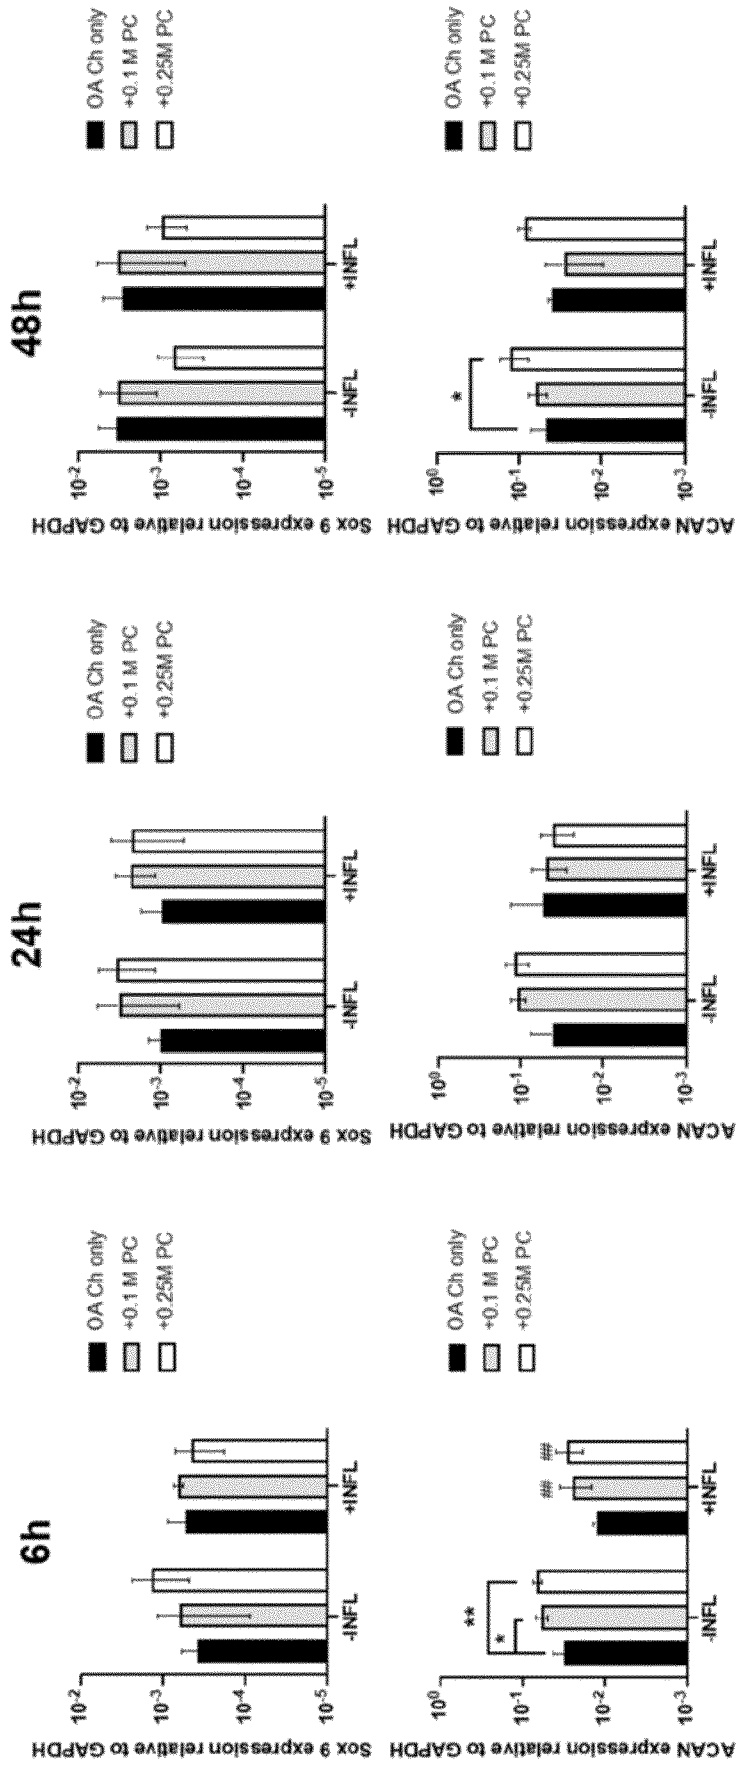 6h
24h
48h
Sox 9 expression relative to GAPDH
10-2
10-3
10-4
10-5
-INFL
+INFL
OA Ch only
+0.1 M PC
+0.25M PC
Sox 9 expression relative to GAPDH
10-2
10-3
10-4
10-5
-INFL
+INFL
OA Ch only
+0.1 M PC
+0.25M PC
Sox 9 expression relative to GAPDH
10-2
10-3
10-4
10-5
-INFL
+INFL
OA Ch only
+0.1 M PC
+0.25M PC
ACAN expression relative to GAPDH
100
10-1
10-2
10-3
**
*
##
##
-INFL
+INFL
OA Ch only
+0.1 M PC
+0.25M PC
ACAN expression relative to GAPDH
100
10-1
10-2
10-3
-INFL
+INFL
OA Ch only
+0.1 M PC
+0.25M PC
ACAN expression relative to GAPDH
100
10-1
10-2
10-3
*
-INFL
+INFL
OA Ch only
+0.1 M PC
+0.25M PC